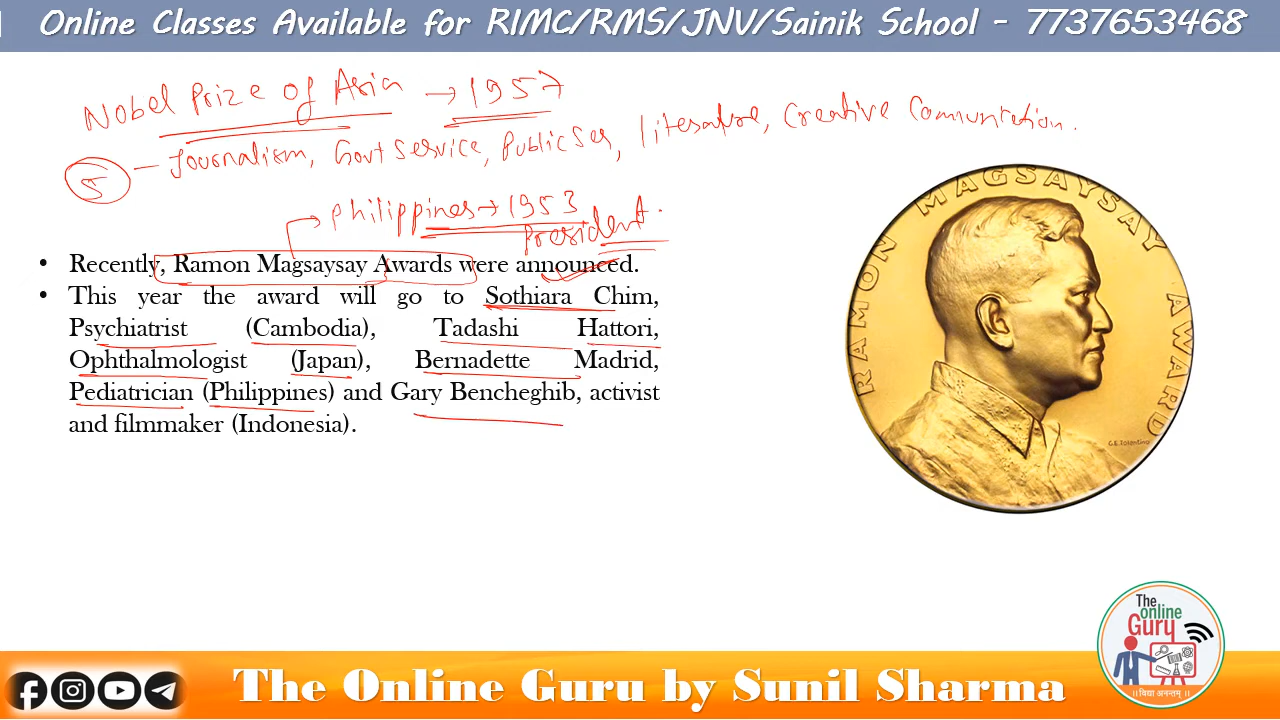 Online Classes Available for RIMC/RMS/JNV/Sainik School - 7737653468
Nobel Prize of Asia → 1957
5 - Journalism, Govt Service, Public Ser, literature, Creative Communication.
Philippines → 1953
President
• Recently, Ramon Magsaysay Awards were announced.
• This year the award will go to Sothiara Chim,
Psychiatrist (Cambodia), Tadashi Hattori,
Ophthalmologist (Japan), Bernadette Madrid,
Pediatrician (Philippines) and Gary Bencheghib, activist
and filmmaker (Indonesia).
RAMON MAGSAYSAY AWARD
The
online
Gury
।। विद्या अनन्तम् ।।
The Online Guru by Sunil Sharma